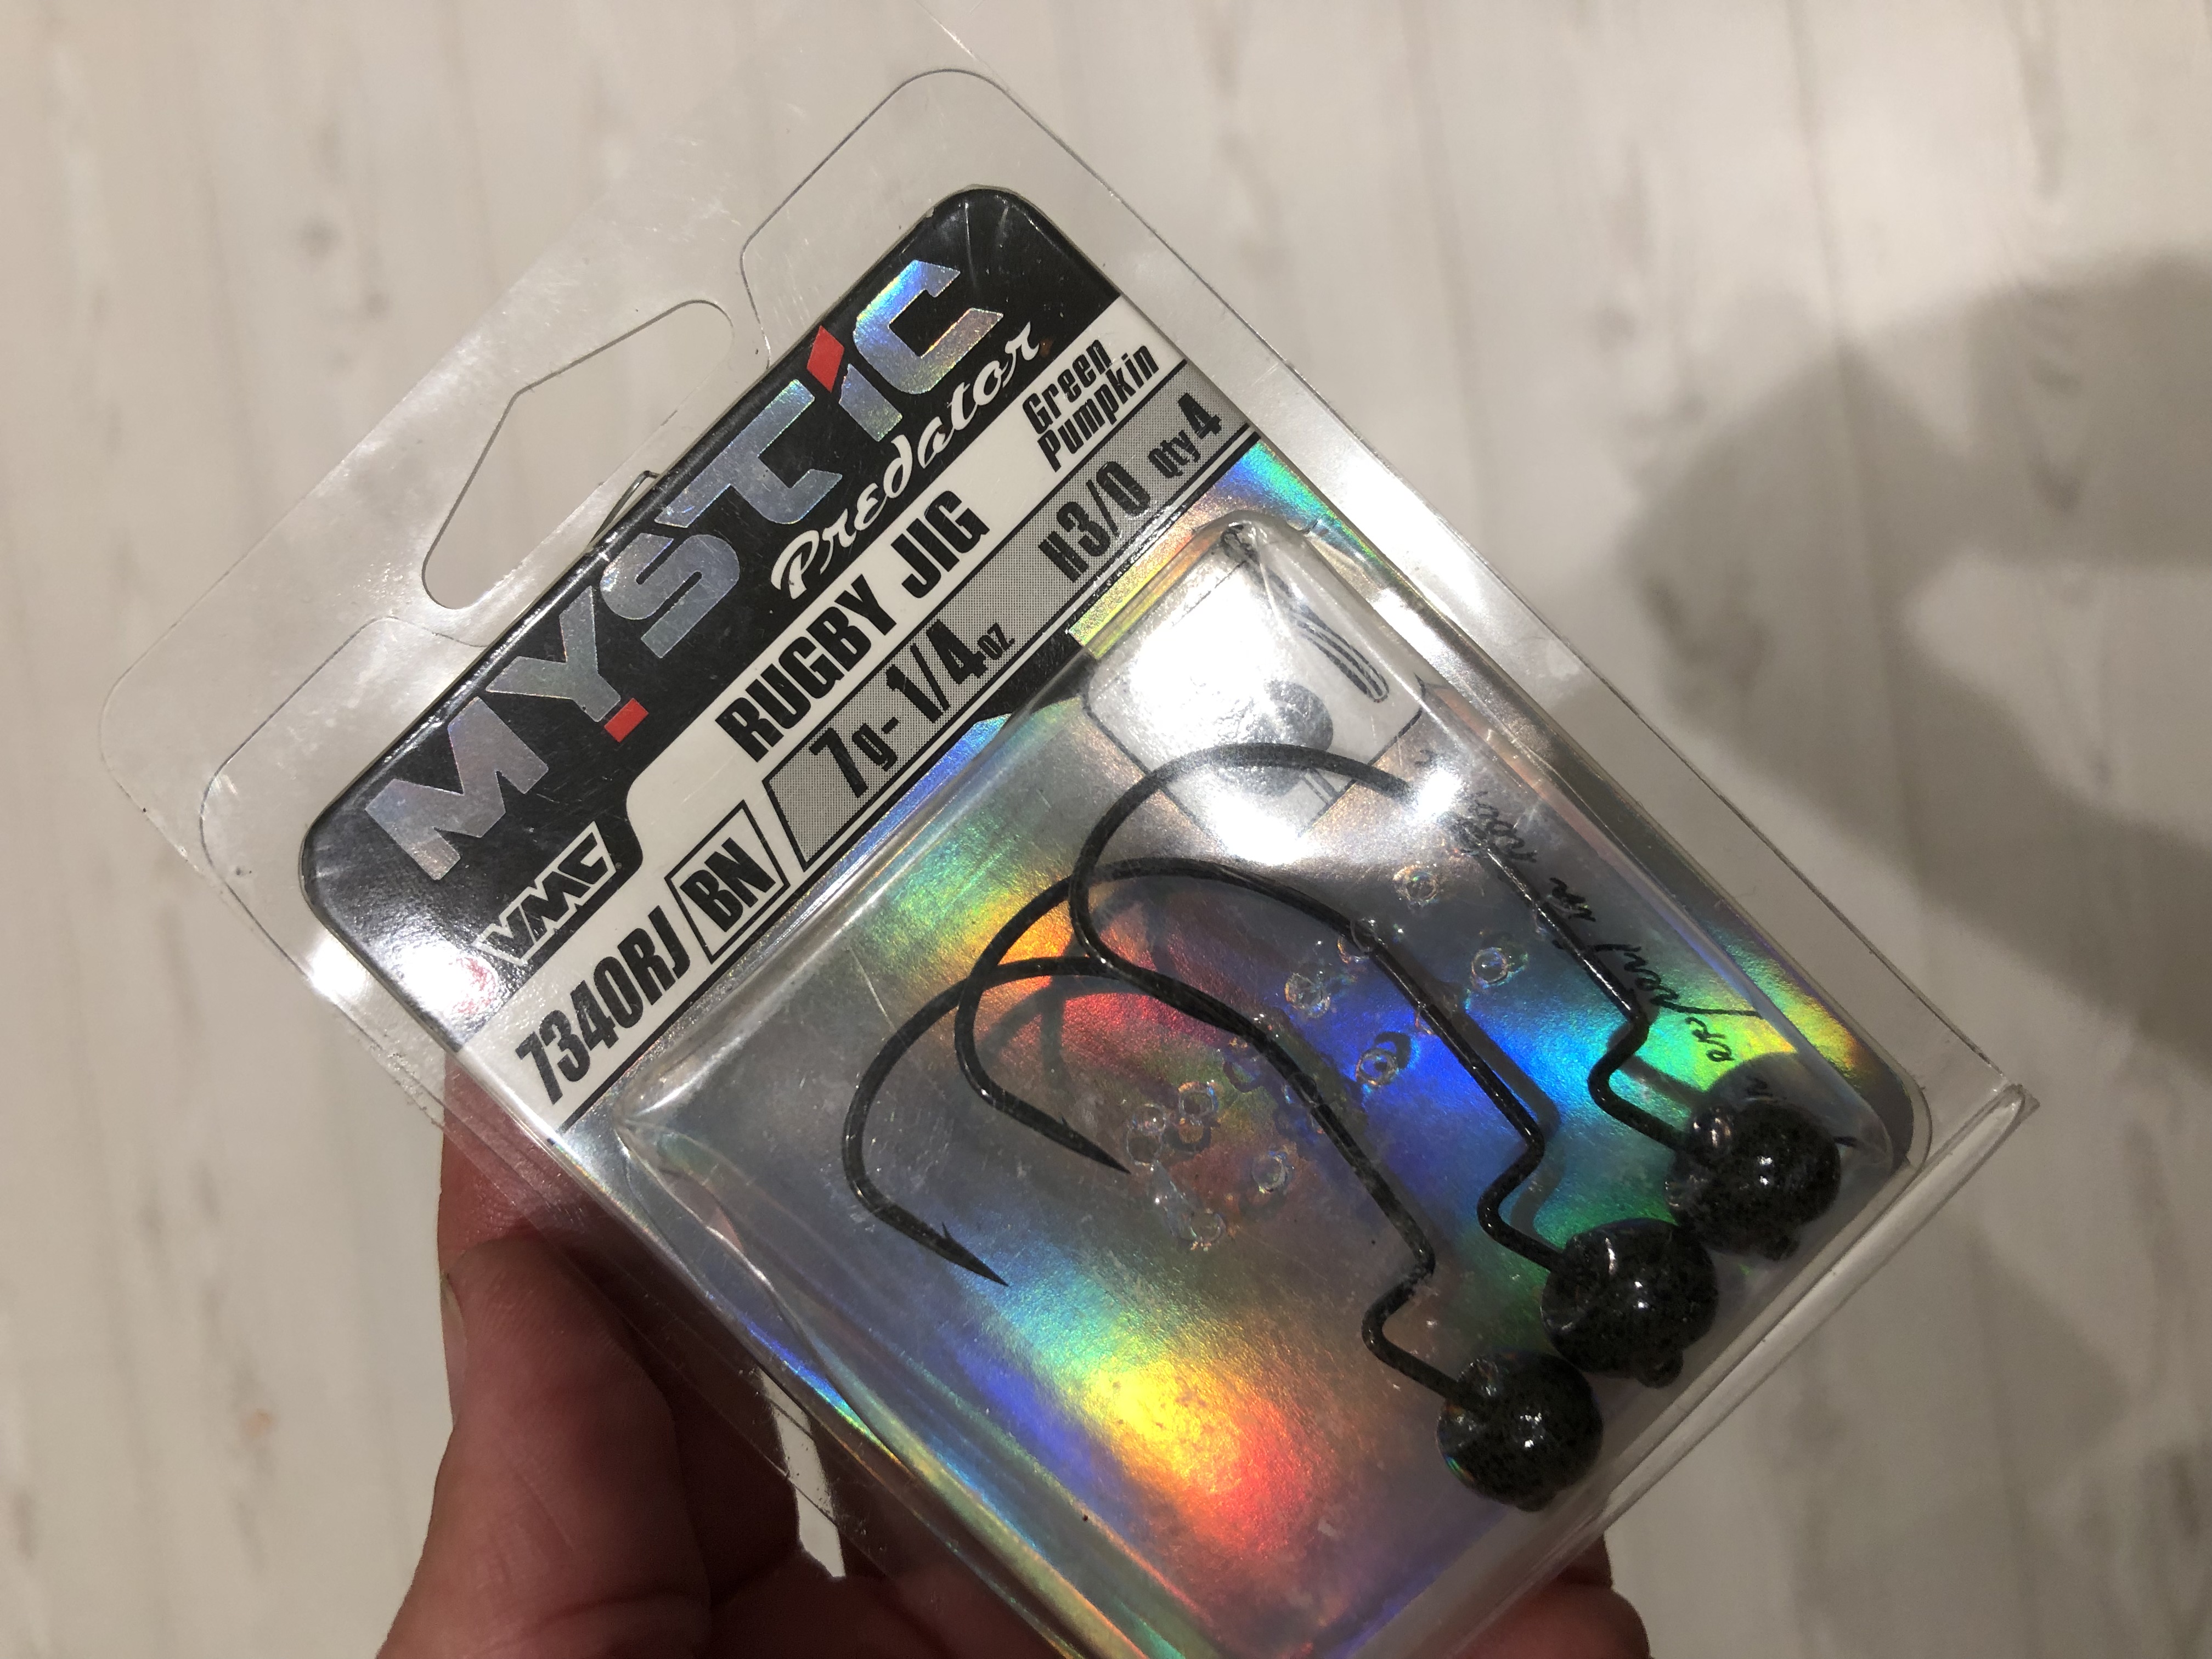 MYSTIC
Predator
VMC
RUGBY JIG
Green
Pumpkin
7340RJ BN
7g-1/4oz H3/0 Qty 4